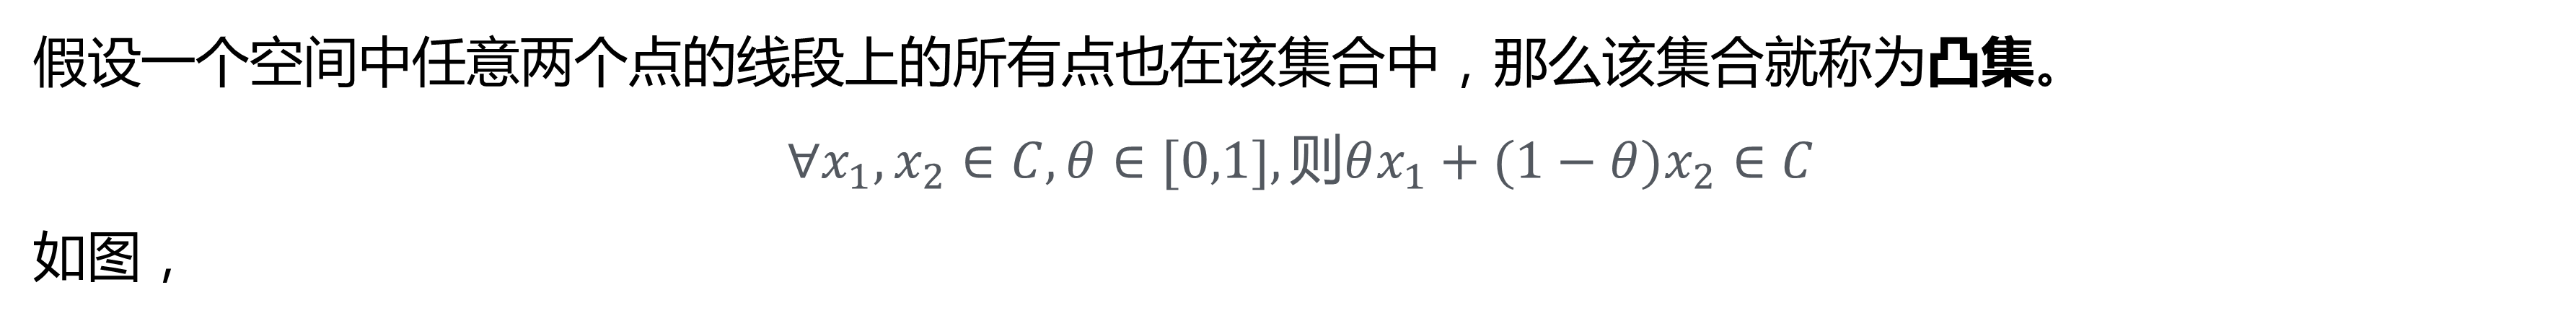 假设一个空间中任意两个点的线段上的所有点也在该集合中，那么该集合就称为凸集。
∀x₁, x₂ ∈ C, θ ∈ [0,1], 则θx₁ + (1 − θ)x₂ ∈ C
如图，